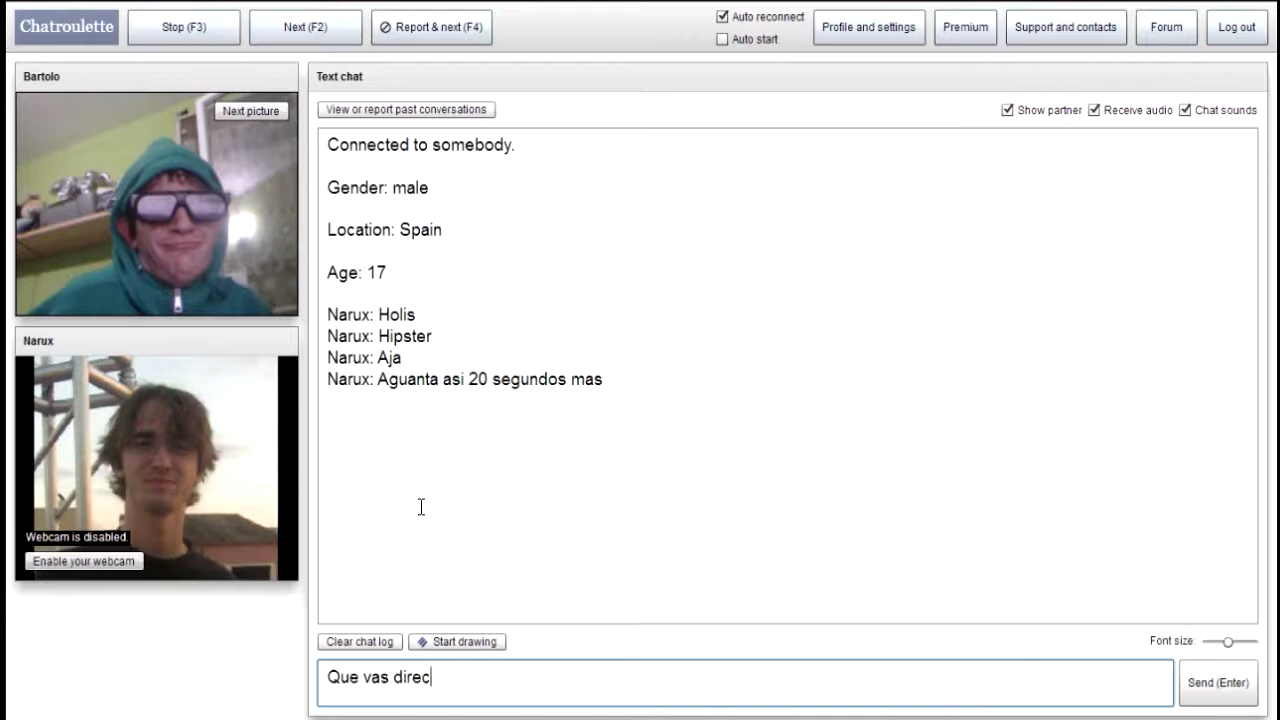 Chatroulette
Stop (F3)
Next (F2)
Report & next (F4)
Auto reconnect
Auto start
Profile and settings
Premium
Support and contacts
Forum
Log out
Bartolo
Next picture
Narux
Webcam is disabled.
Enable your webcam
Text chat
View or report past conversations
Show partner
Receive audio
Chat sounds
Connected to somebody.
Gender: male
Location: Spain
Age: 17
Narux: Holis
Narux: Hipster
Narux: Aja
Narux: Aguanta asi 20 segundos mas
Clear chat log
Start drawing
Font size:
Que vas direc
Send (Enter)